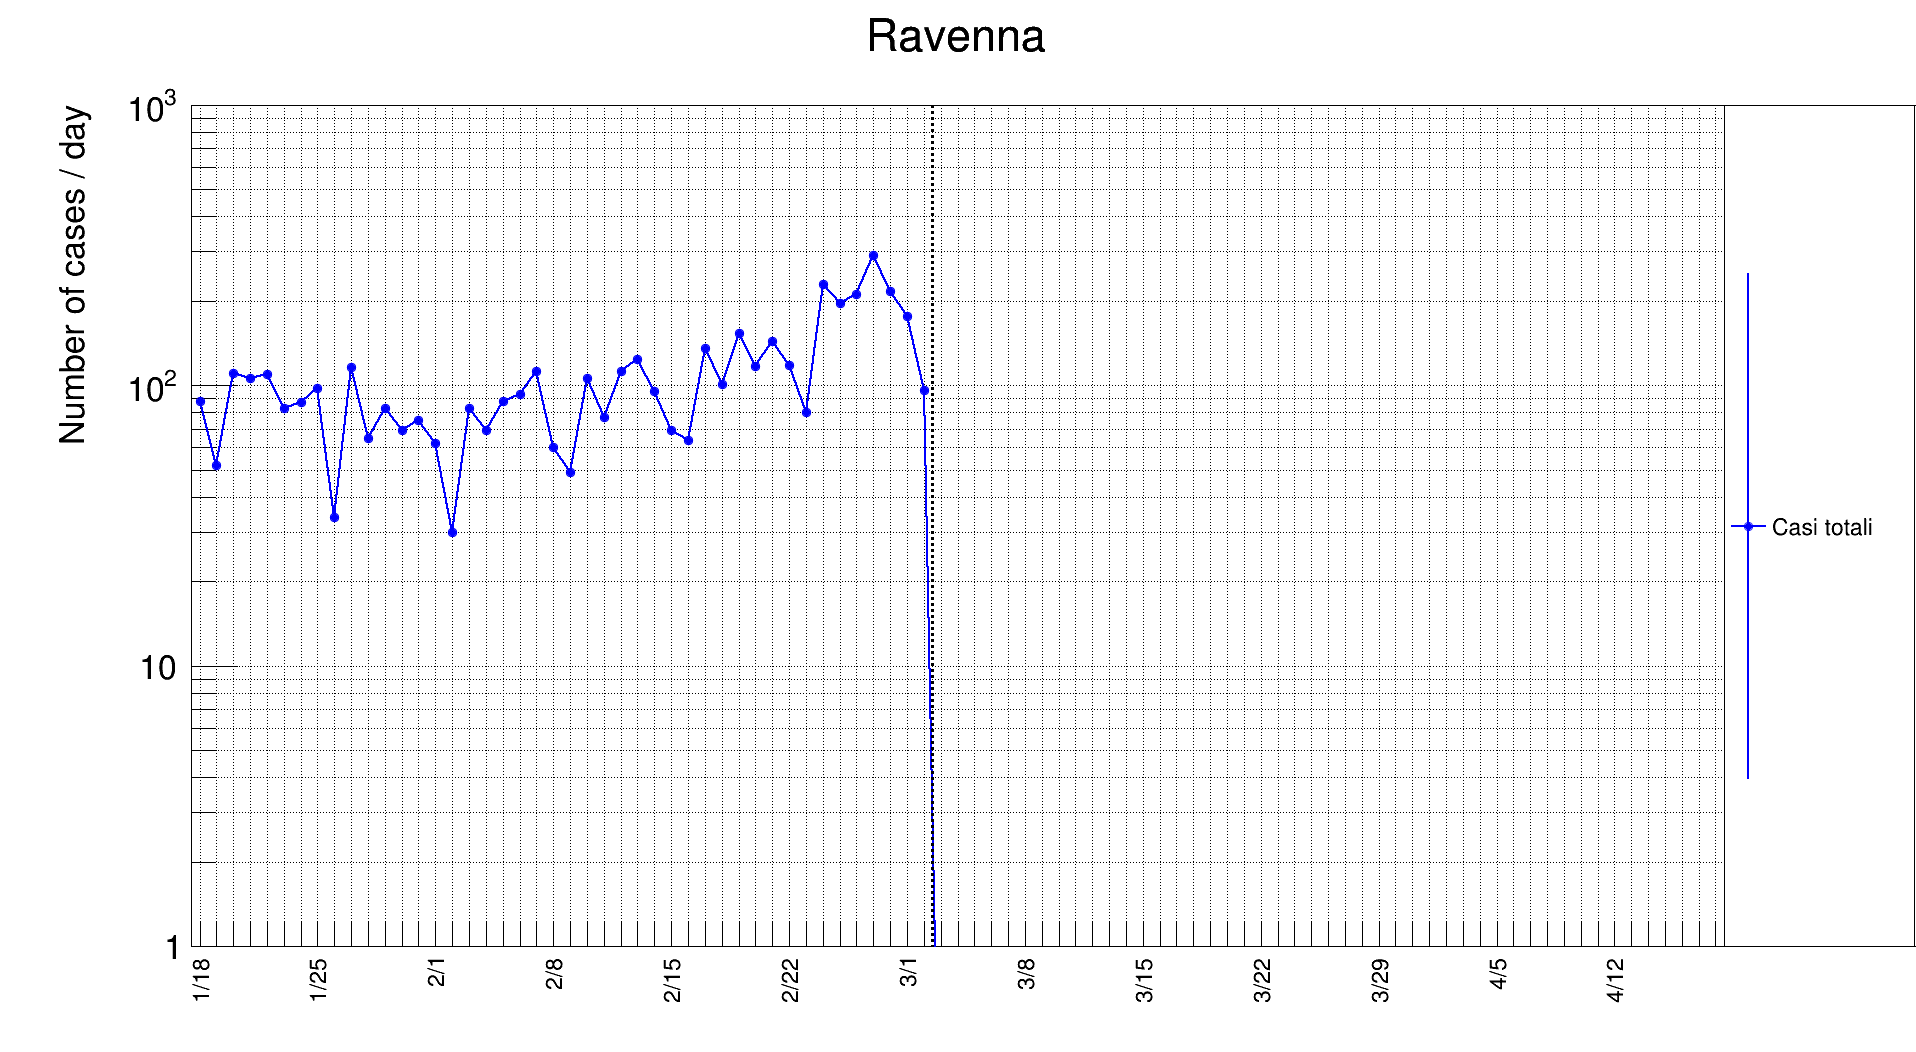 Ravenna
Number of cases / day
10³
10²
10
1
1/18 1/25 2/1 2/8 2/15 2/22 3/1 3/8 3/15 3/22 3/29 4/5 4/12
Casi totali